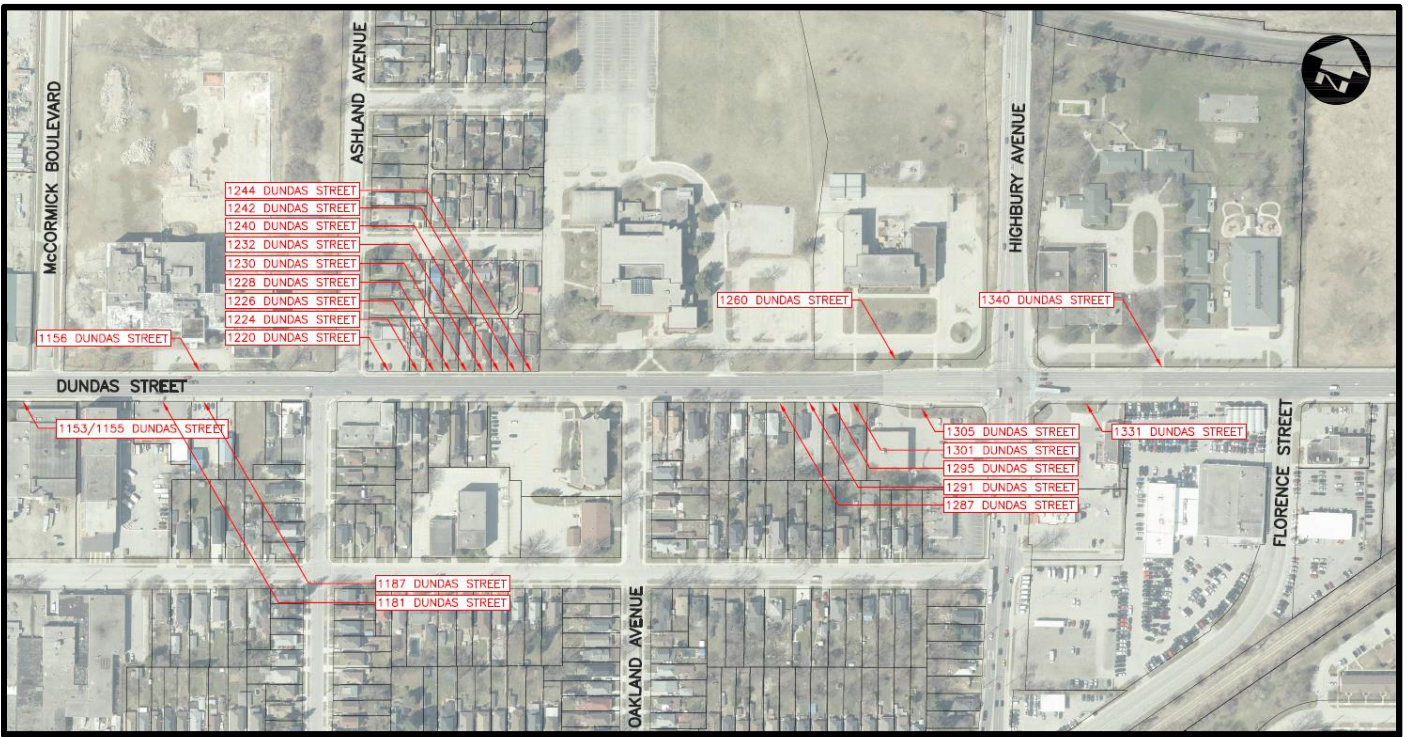 McCORMICK BOULEVARD
ASHLAND AVENUE
HIGHBURY AVENUE
N
1244 DUNDAS STREET
1242 DUNDAS STREET
1240 DUNDAS STREET
1232 DUNDAS STREET
1230 DUNDAS STREET
1228 DUNDAS STREET
1226 DUNDAS STREET
1224 DUNDAS STREET
1220 DUNDAS STREET
1260 DUNDAS STREET
1340 DUNDAS STREET
1156 DUNDAS STREET
DUNDAS STREET
1153/1155 DUNDAS STREET
1305 DUNDAS STREET
1301 DUNDAS STREET
1295 DUNDAS STREET
1291 DUNDAS STREET
1287 DUNDAS STREET
1331 DUNDAS STREET
FLORENCE STREET
1187 DUNDAS STREET
1181 DUNDAS STREET
OAKLAND AVENUE